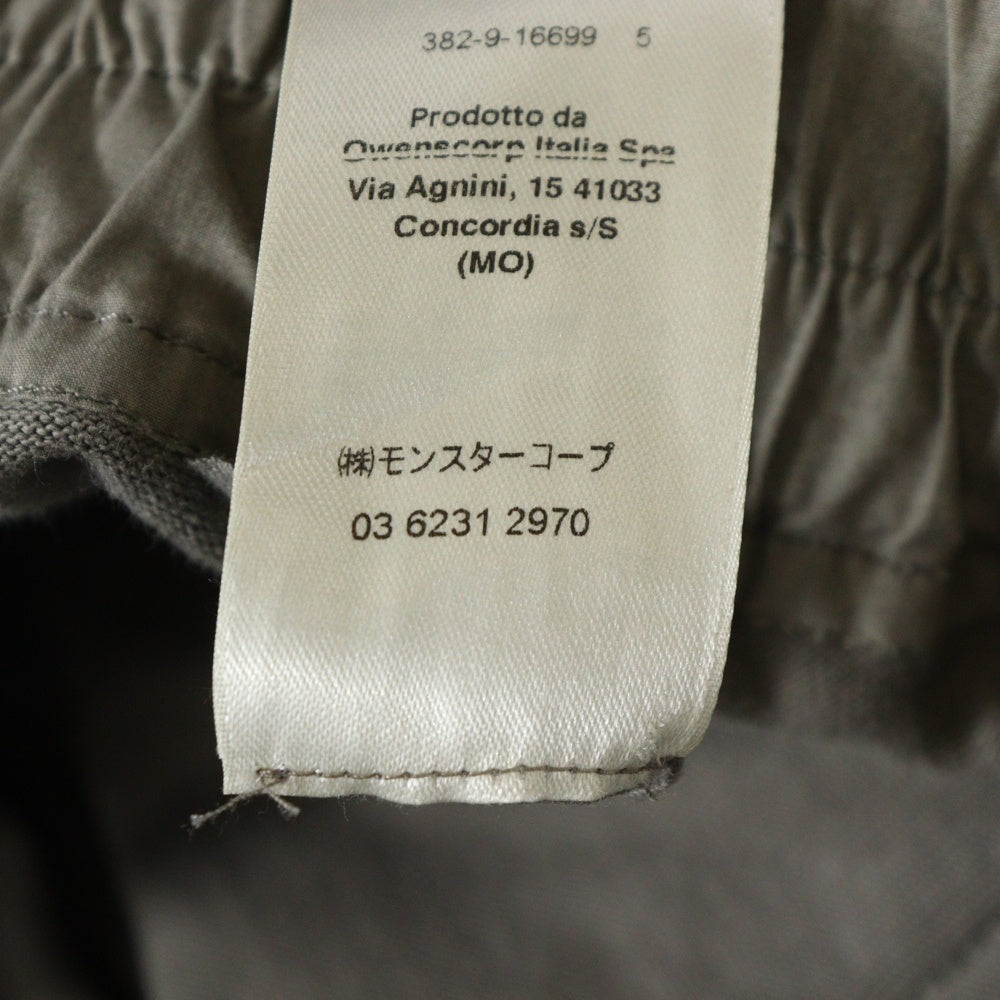 382-9-16699 5
Prodotto da
Owenscorp Italia Spa
Via Agnini, 15 41033
Concordia s/S
(MO)
㈱モンスターコープ
03 6231 2970